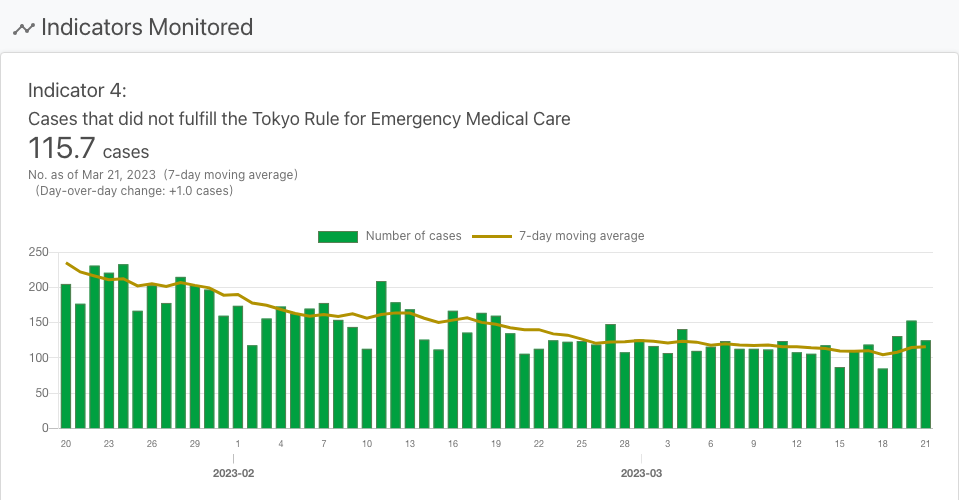 Indicators Monitored
Indicator 4:
Cases that did not fulfill the Tokyo Rule for Emergency Medical Care
115.7 cases
No. as of Mar 21, 2023 (7-day moving average)
(Day-over-day change: +1.0 cases)
Number of cases 7-day moving average
250
200
150
100
50
0
20 23 26 29 1 4 7 10 13 16 19 22 25 28 3 6 9 12 15 18 21
2023-02 2023-03